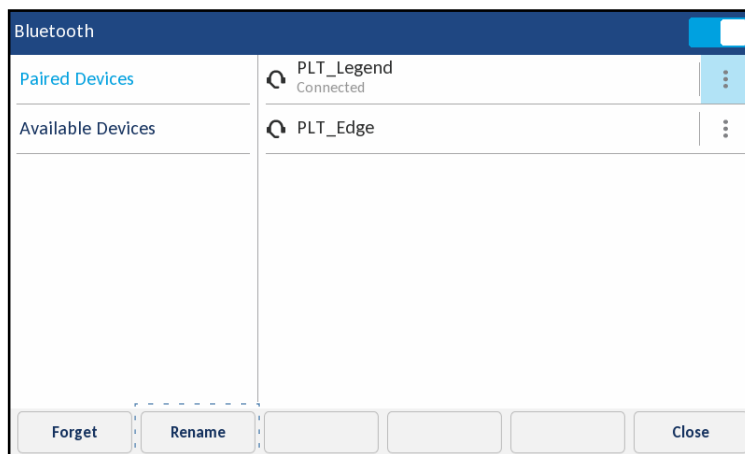 Bluetooth
Paired Devices
PLT_Legend
Connected
Available Devices
PLT_Edge
Forget
Rename
Close